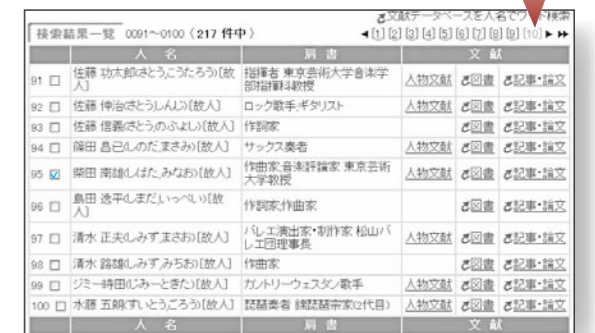 文献データベースを人名でワード検索
検索結果一覧 0091～0100 (217 件中)
[1] [2] [3] [4] [5] [6] [7] [8] [9] [10]
人 名 肩書 文 献
91 佐藤 功太郎(さとう,こうたろう)[故人] 指揮者 東京芸術大学音楽学部指揮科教授 人物文献 図書 記事・論文
92 佐藤 伸治(さとう,しんじ)[故人] ロック歌手,ギタリスト 人物文献 図書 記事・論文
93 佐藤 信義(さとう,のぶよし)[故人] 作詞家 図書 記事・論文
94 篠田 昌已(しのだ,まさみ)[故人] サックス奏者 図書 記事・論文
95 柴田 南雄(しばた,みなお)[故人] 作曲家,音楽評論家 東京芸術大学教授 人物文献 図書 記事・論文
96 島田 逸平(しまだ,いっぺい)[故人] 作詞家,作曲家 図書 記事・論文
97 清水 正夫(しみず,まさお)[故人] バレエ演出家・制作家 松山バレエ団理事長 人物文献 図書 記事・論文
98 清水 路雄(しみず,みちお)[故人] 作曲家 図書 記事・論文
99 ジミー時田(じみーときた)[故人] カントリーウェスタン歌手 人物文献 図書 記事・論文
100 水藤 五朗(すいとう,ごろう)[故人] 琵琶奏者 錦琵琶宗家(2代目) 人物文献 図書 記事・論文
人 名 肩書 文 献